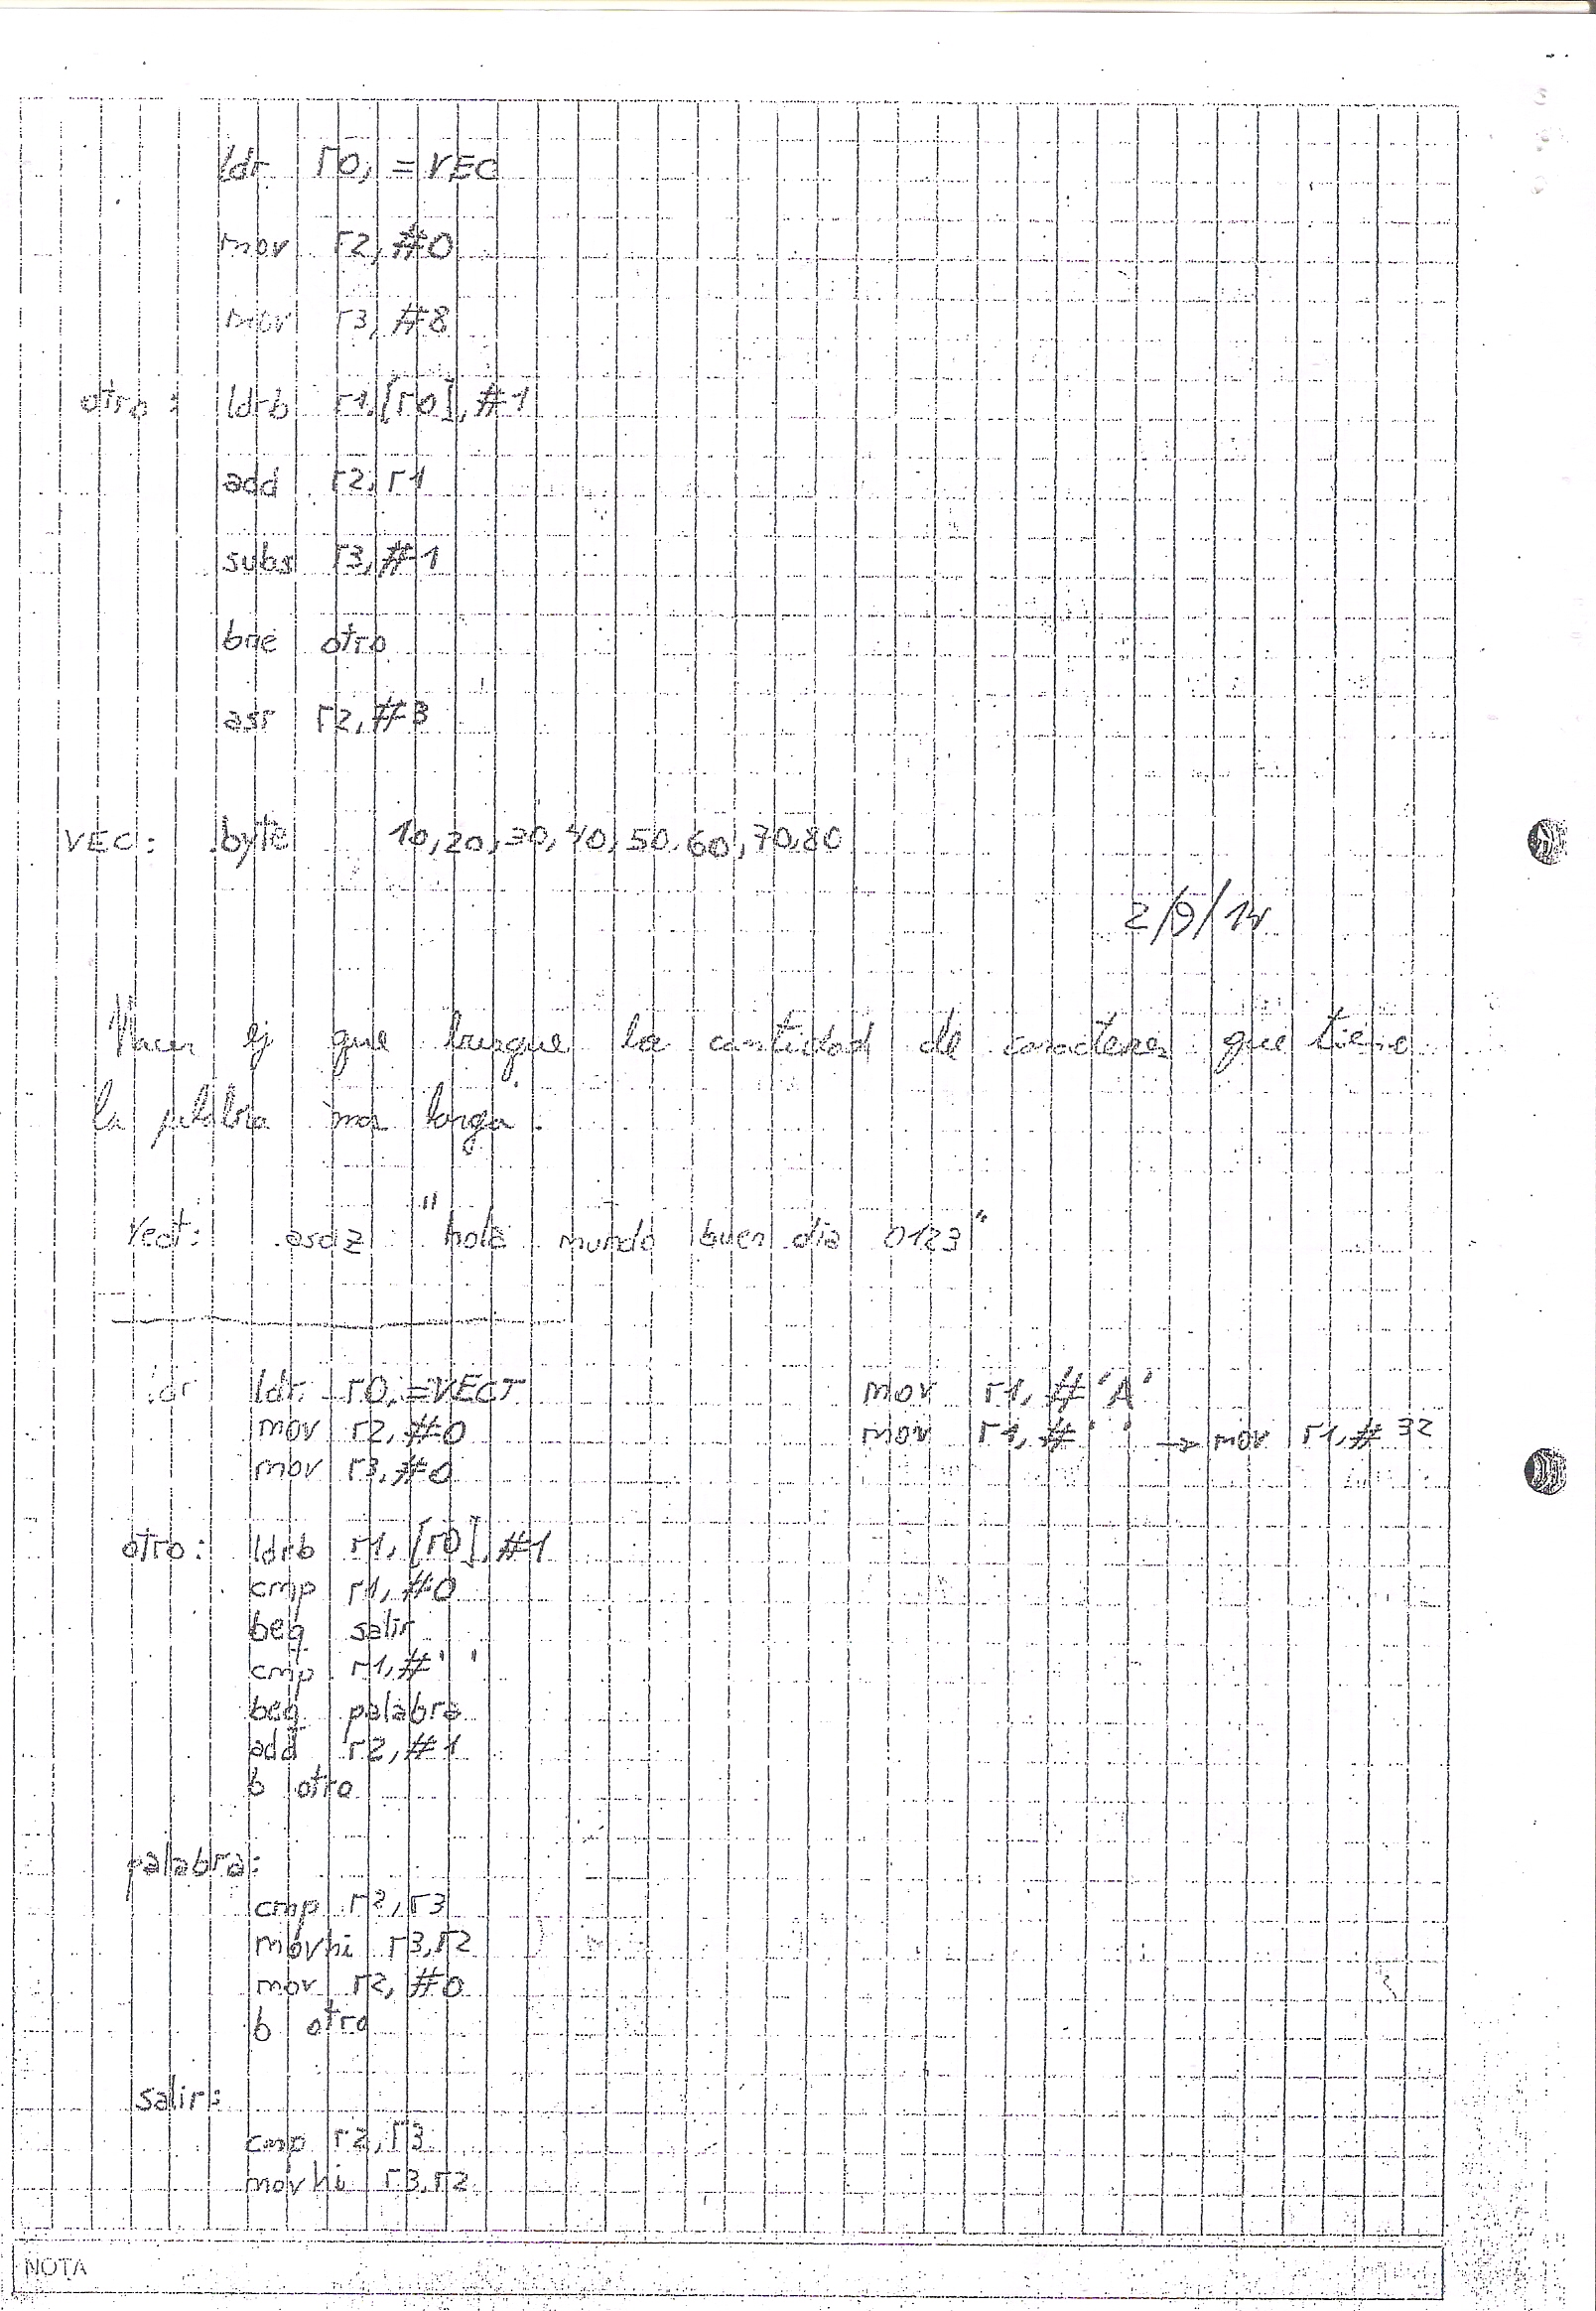 ldr r0, =VEC
mov r2, #0
mov r3, #8
otro: ldrb r1, [r0], #1
add r2, r1
subs r3, #1
bne otro
asr r2, #3
VEC: .byte 10, 20, 30, 40, 50, 60, 70, 80
2/9/14
Hacer ej que busque la cantidad de caracteres que tiene
la palabra mas larga.
Vect: .asciz "hola mundo buen dia 0123"
ldr r0, =VECT mov r1, #'A'
mov r2, #0 mov r1, #' ' → mov r1, #32
mov r3, #0
otro: ldrb r1, [r0], #1
cmp r1, #0
beq salir
cmp r1, #' '
beq palabra
add r2, #1
b otro
palabra:
cmp r2, r3
movhi r3, r2
mov r2, #0
b otro
salir:
cmp r2, r3
movhi r3, r2
NOTA